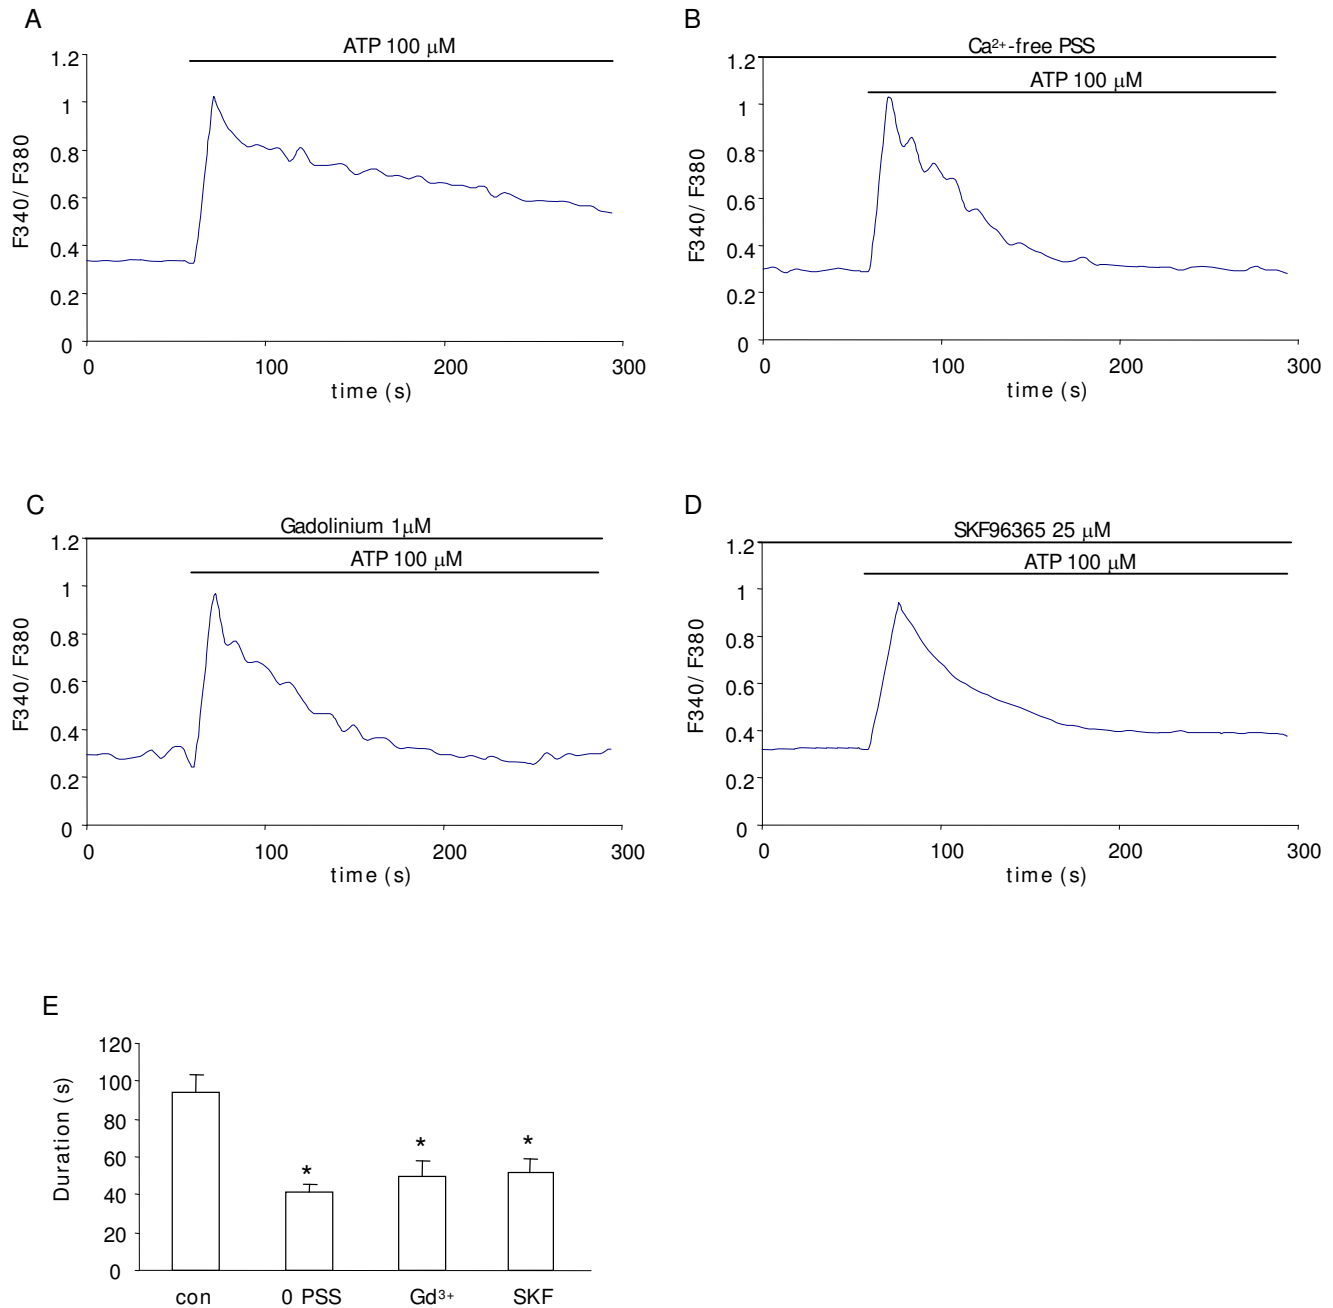 A
ATP 100 μM
1.2
1
0.8
0.6
0.4
0.2
0
F340/ F380
0
100
200
300
time (s)
B
Ca²⁺-free PSS
ATP 100 μM
1.2
1
0.8
0.6
0.4
0.2
0
F340/ F380
0
100
200
300
time (s)
C
Gadolinium 1μM
ATP 100 μM
1.2
1
0.8
0.6
0.4
0.2
0
F340/ F380
0
100
200
300
time (s)
D
SKF96365 25 μM
ATP 100 μM
1.2
1
0.8
0.6
0.4
0.2
0
F340/ F380
0
100
200
300
time (s)
E
120
100
80
60
40
20
0
Duration (s)
*
*
*
con
0 PSS
Gd³⁺
SKF